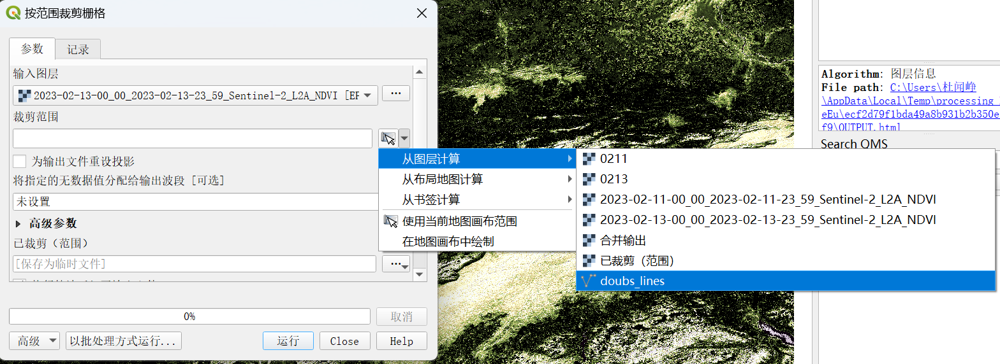 按范围裁剪栅格
参数
记录
输入图层
2023-02-13-00_00_2023-02-13-23_59_Sentinel-2_L2A_NDVI [EF
...
裁剪范围
为输出文件重设投影
将指定的无数据值分配给输出波段 [可选]
未设置
高级参数
已裁剪（范围）
[保存为临时文件]
...
0%
取消
高级
以批处理方式运行...
运行
Close
Help
从图层计算
从布局地图计算
从书签计算
使用当前地图画布范围
在地图画布中绘制
0211
0213
2023-02-11-00_00_2023-02-11-23_59_Sentinel-2_L2A_NDVI
2023-02-13-00_00_2023-02-13-23_59_Sentinel-2_L2A_NDVI
合并输出
已裁剪（范围）
doubs_lines
Algorithm: 图层信息
File path: C:\Users\杜闻峥
\AppData\Local\Temp\processing_
eEu\ecf2d79f1bda49a8b931b2b350e
f9\OUTPUT.html
Search QMS